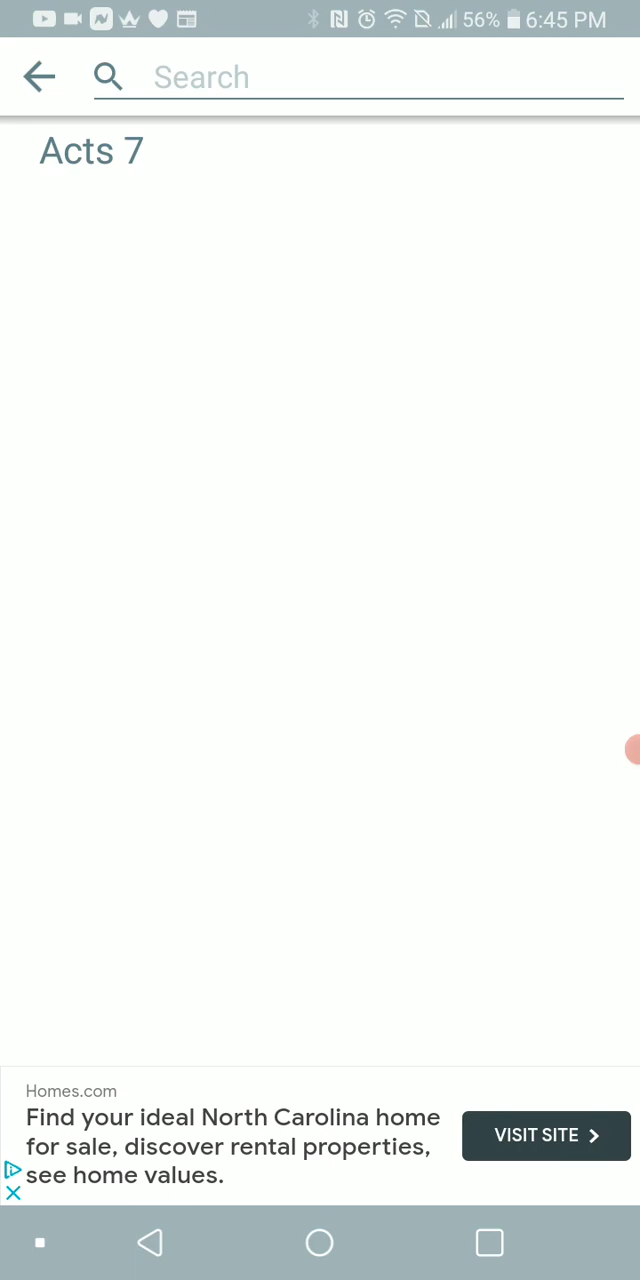 56% 6:45 PM
Search
Acts 7
Homes.com
Find your ideal North Carolina home
for sale, discover rental properties,
see home values.
VISIT SITE